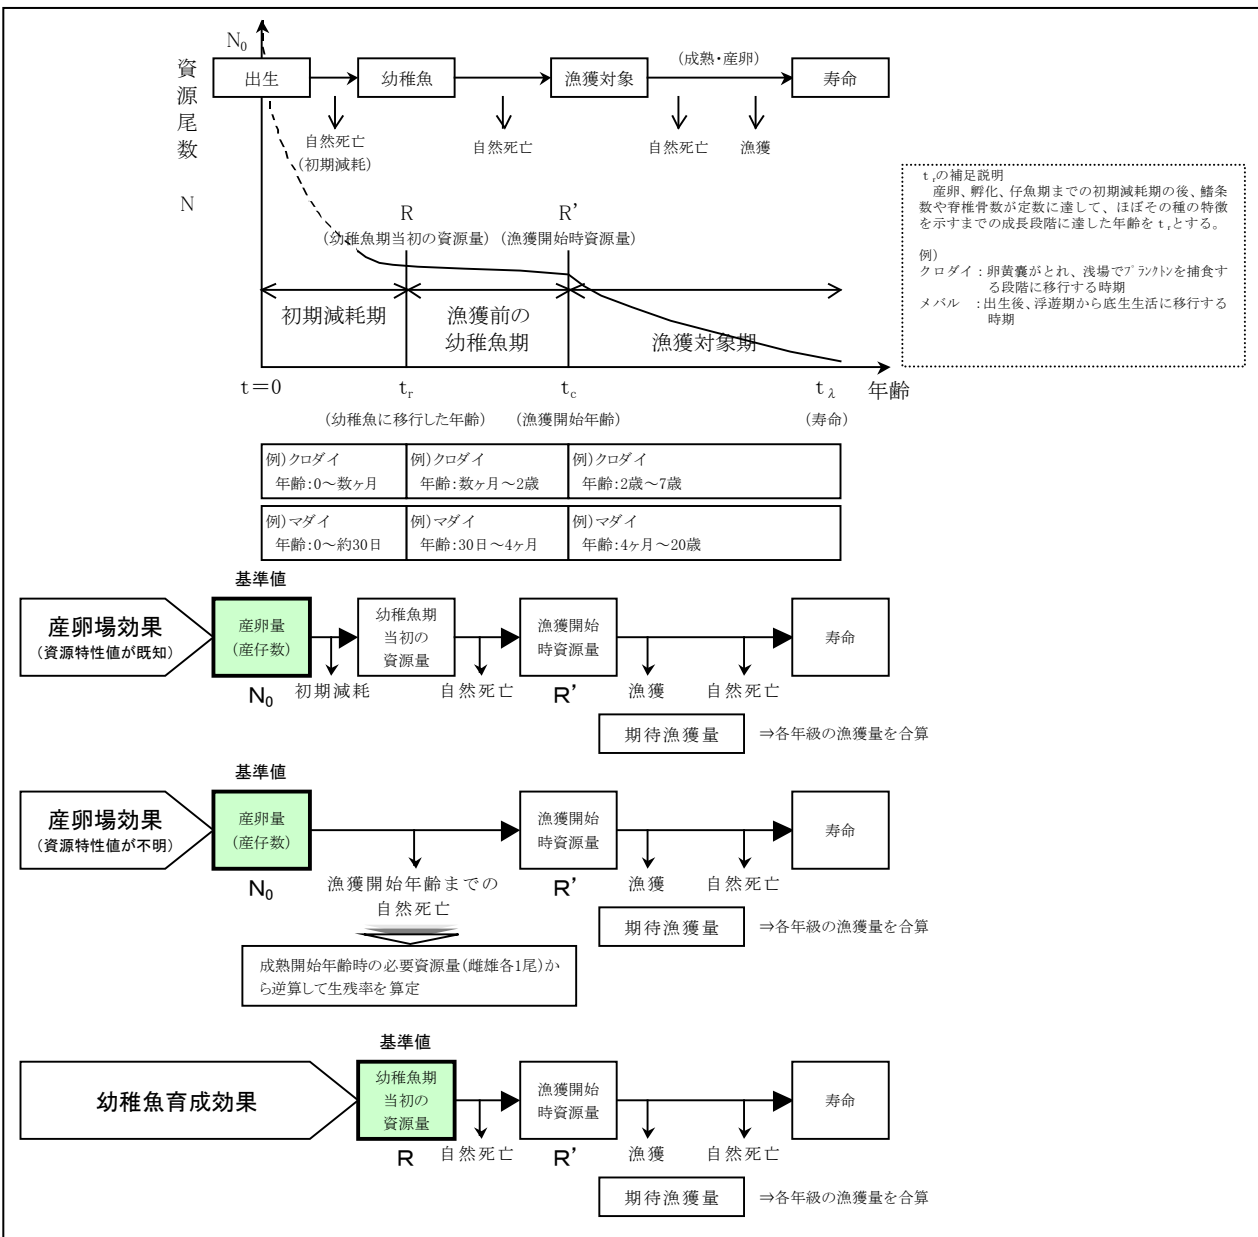 N₀
資源尾数 N
出生
幼稚魚
漁獲対象
(成熟・産卵)
寿命
自然死亡
(初期減耗)
自然死亡
自然死亡
漁獲
R
(幼稚魚期当初の資源量)
R'
(漁獲開始時資源量)
初期減耗期
漁獲前の
幼稚魚期
漁獲対象期
t=0
tᵣ
(幼稚魚に移行した年齢)
t_c
(漁獲開始年齢)
t_λ
(寿命)
年齢
tᵣの補足説明
産卵、孵化、仔魚期までの初期減耗期の後、鰭条
数や脊椎骨数が定数に達して、ほぼその種の特徴
を示すまでの成長段階に達した年齢をtᵣとする。
例)
クロダイ:卵黄嚢がとれ、浅場でプランクトンを捕食す
る段階に移行する時期
メバル :出生後、浮遊期から底生生活に移行する
時期
例)クロダイ
年齢:0~数ヶ月
例)クロダイ
年齢:数ヶ月~2歳
例)クロダイ
年齢:2歳~7歳
例)マダイ
年齢:0~約30日
例)マダイ
年齢:30日~4ヶ月
例)マダイ
年齢:4ヶ月~20歳
基準値
産卵場効果
(資源特性値が既知)
産卵量
(産仔数)
N₀
初期減耗
幼稚魚期
当初の
資源量
自然死亡
漁獲開始
時資源量
R'
漁獲
自然死亡
寿命
期待漁獲量
⇒各年級の漁獲量を合算
基準値
産卵場効果
(資源特性値が不明)
産卵量
(産仔数)
N₀
漁獲開始年齢までの
自然死亡
漁獲開始
時資源量
R'
漁獲
自然死亡
寿命
期待漁獲量
⇒各年級の漁獲量を合算
成熟開始年齢時の必要資源量(雌雄各1尾)か
ら逆算して生残率を算定
基準値
幼稚魚育成効果
幼稚魚期
当初の
資源量
R
自然死亡
漁獲開始
時資源量
R'
漁獲
自然死亡
寿命
期待漁獲量
⇒各年級の漁獲量を合算